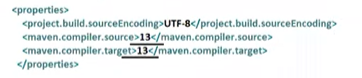 <properties>
<project.build.sourceEncoding>UTF-8</project.build.sourceEncoding>
<maven.compiler.source>13</maven.compiler.source>
<maven.compiler.target>13</maven.compiler.target>
</properties>